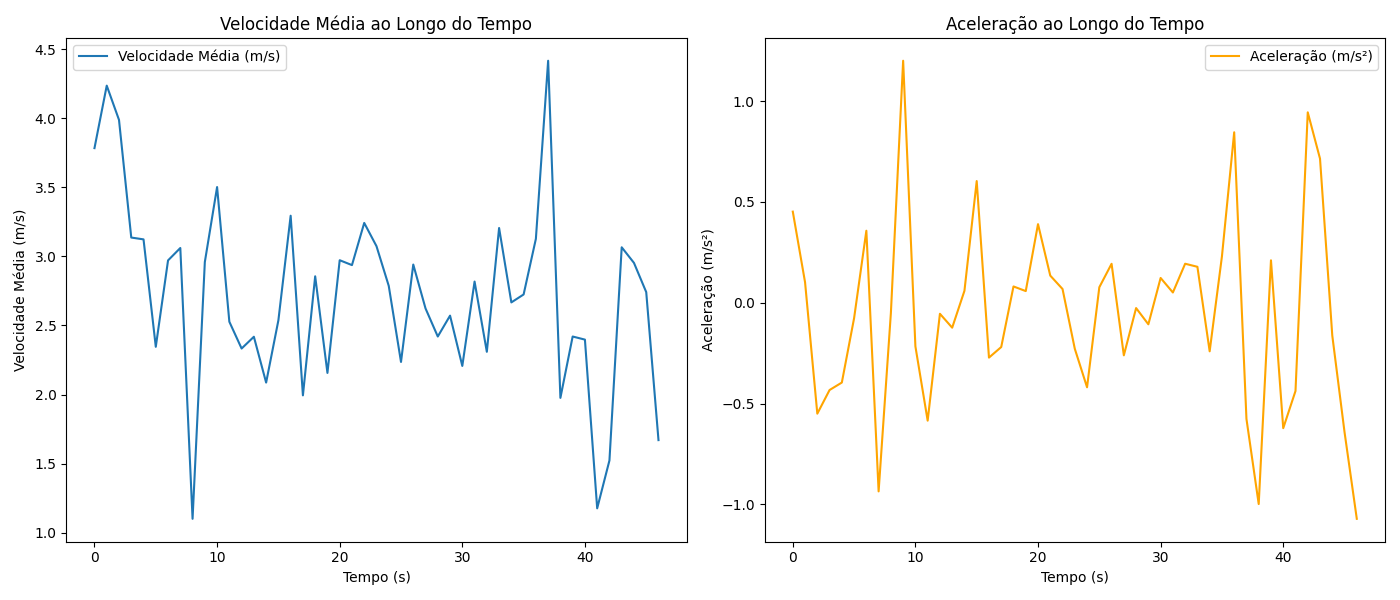 Velocidade Média ao Longo do Tempo
Velocidade Média (m/s)
Velocidade Média (m/s)
4.5
4.0
3.5
3.0
2.5
2.0
1.5
1.0
0
10
20
30
40
Tempo (s)
Aceleração ao Longo do Tempo
Aceleração (m/s²)
Aceleração (m/s²)
1.0
0.5
0.0
−0.5
−1.0
0
10
20
30
40
Tempo (s)